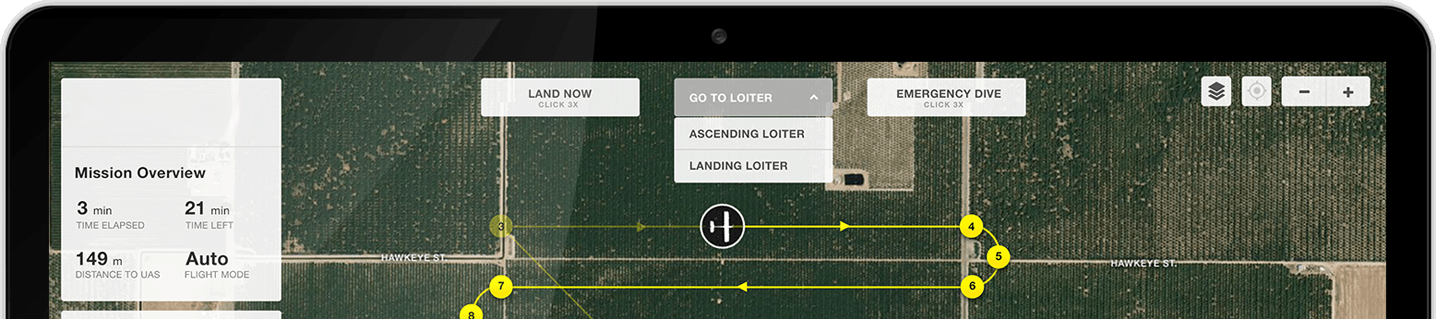 LAND NOW
CLICK 3X
GO TO LOITER
EMERGENCY DIVE
CLICK 3X
ASCENDING LOITER
LANDING LOITER
Mission Overview
3 min
TIME ELAPSED
21 min
TIME LEFT
149 m
DISTANCE TO UAS
Auto
FLIGHT MODE
3
4
HAWKEYE ST.
5
HAWKEYE ST.
7
6
8